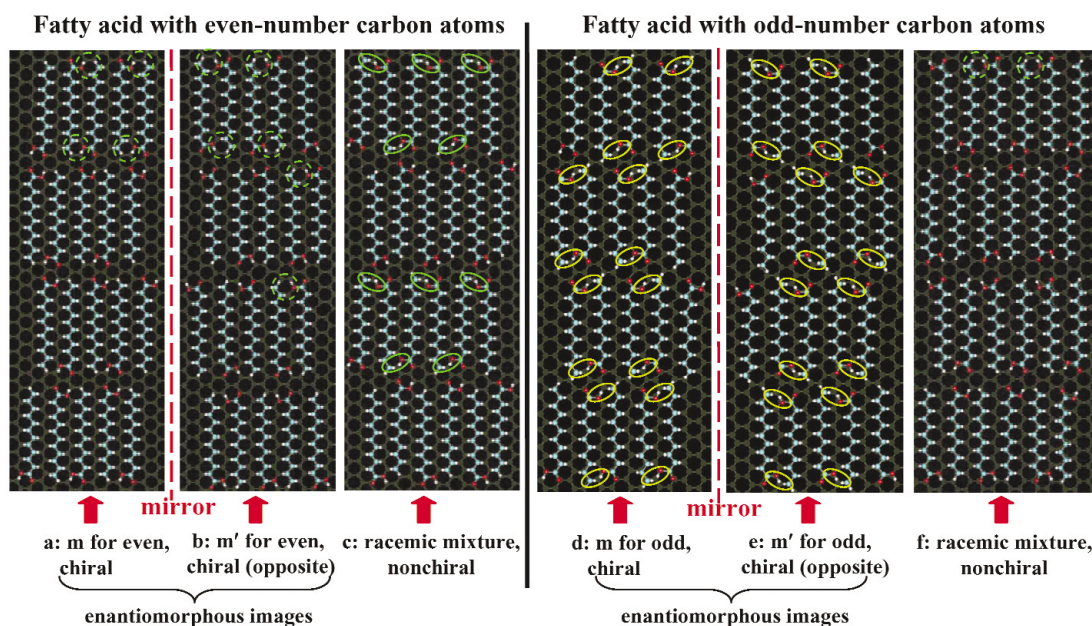 Fatty acid with even-number carbon atoms
Fatty acid with odd-number carbon atoms
mirror
mirror
a: m for even,
chiral
b: m′ for even,
chiral (opposite)
c: racemic mixture,
nonchiral
d: m for odd,
chiral
e: m′ for odd,
chiral (opposite)
f: racemic mixture,
nonchiral
enantiomorphous images
enantiomorphous images